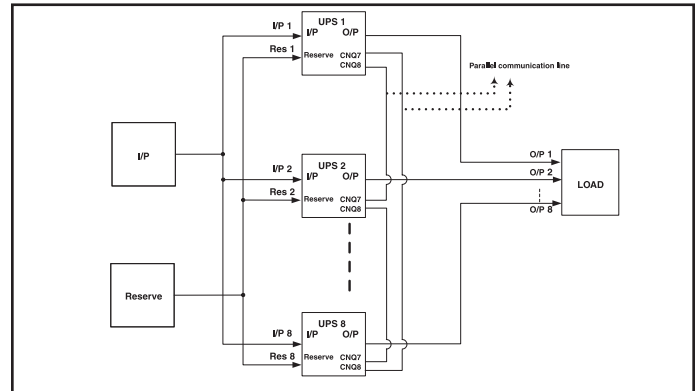 I/P 1
UPS 1
I/P O/P
Res 1
Reserve
CNQ7
CNQ8
Parallel communication line
I/P
I/P 2
UPS 2
I/P O/P
Res 2
Reserve
CNQ7
CNQ8
O/P 1
O/P 2
O/P 8
LOAD
Reserve
I/P 8
UPS 8
I/P O/P
Res 8
Reserve
CNQ7
CNQ8